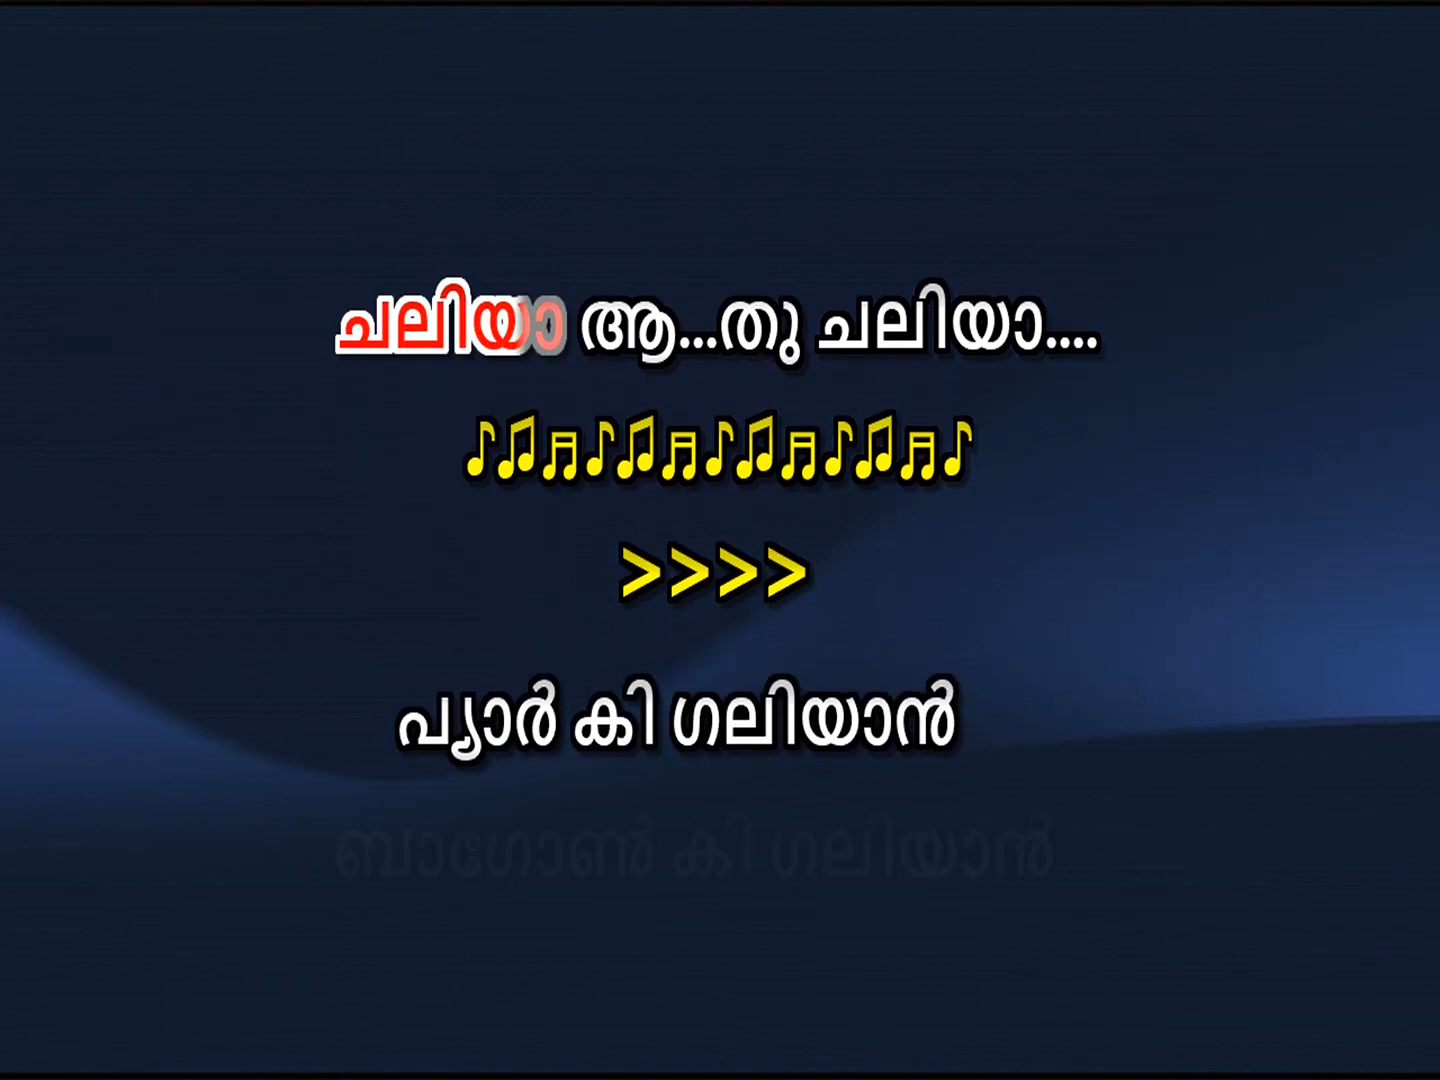 ചലിയാ ആ...തു ചലിയാ....
♪♫♬♪♫♬♪♫♬♪♫♬♪
>>>>
പ്യാർ കി ഗലിയാൻ
ബാഗോൺ കി ഗലിയാൻ